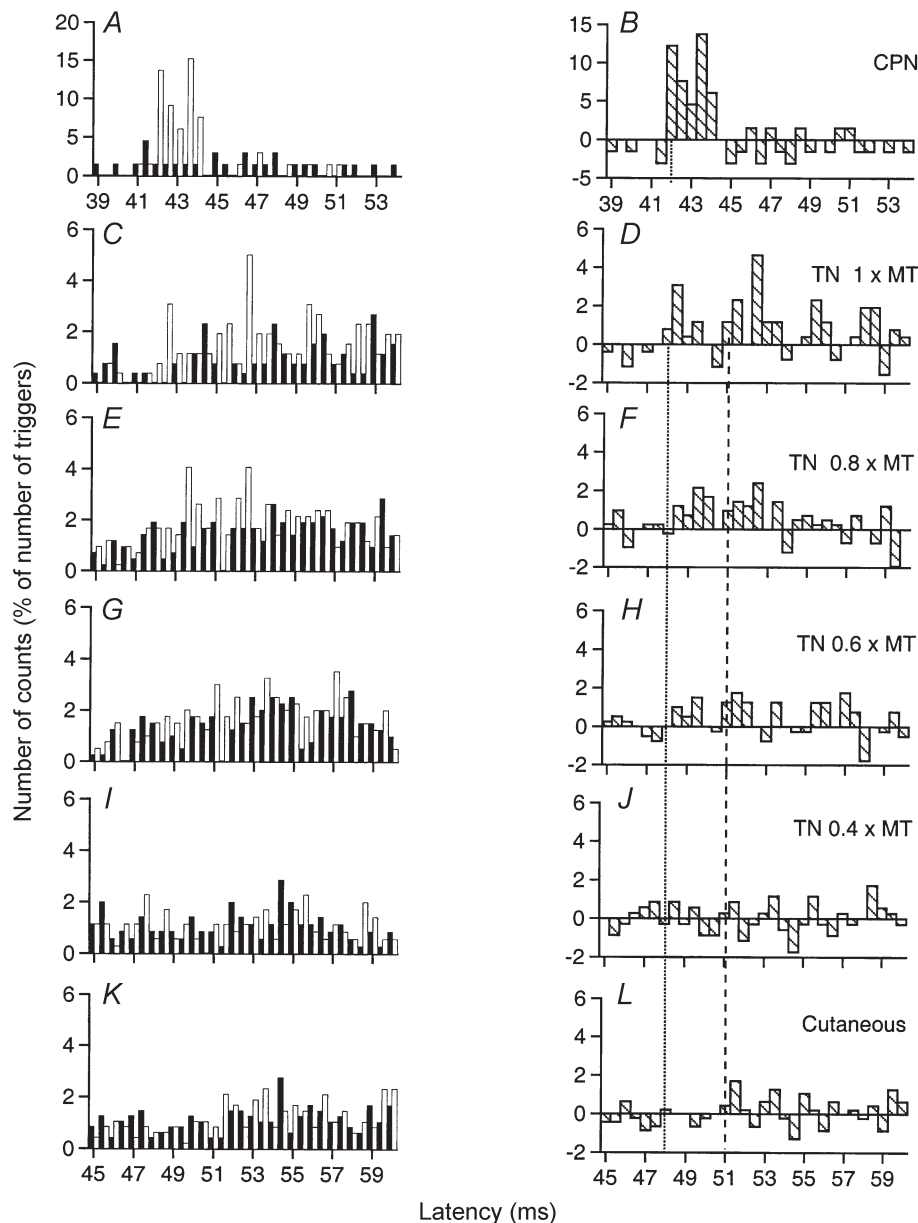 A
20
15
10
5
0
39 41 43 45 47 49 51 53
B
CPN
15
10
5
0
-5
39 41 43 45 47 49 51 53
C
6
4
2
0
D
TN 1 x MT
6
4
2
0
-2
E
6
4
2
0
F
TN 0.8 x MT
6
4
2
0
-2
G
6
4
2
0
H
TN 0.6 x MT
6
4
2
0
-2
I
6
4
2
0
J
TN 0.4 x MT
6
4
2
0
-2
K
6
4
2
0
45 47 49 51 53 55 57 59
L
Cutaneous
6
4
2
0
-2
45 47 49 51 53 55 57 59
Number of counts (% of number of triggers)
Latency (ms)